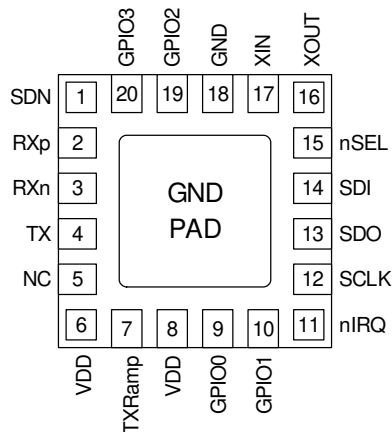 GPIO3 GPIO2 GND XIN XOUT
SDN 1 20 19 18 17 16
RXp 2 15 nSEL
RXn 3 GND 14 SDI
TX 4 PAD 13 SDO
NC 5 12 SCLK
6 7 8 9 10 11 nIRQ
VDD TXRamp VDD GPIO0 GPIO1